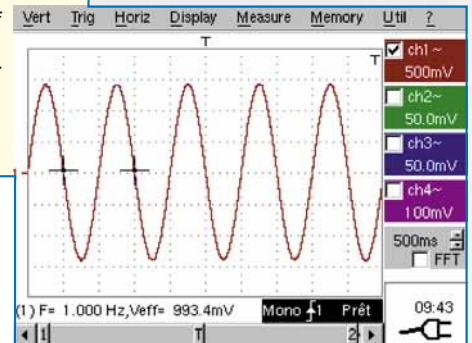 Vert Trig Horiz Display Measure Memory Util ?
T
T
ch1 ~
500mV
ch2~
50.0mV
ch3~
50.0mV
ch4~
100mV
500ms
FFT
(1) F= 1.000 Hz,Veff= 993.4mV Mono 1 Prêt
09:43
1 T 2